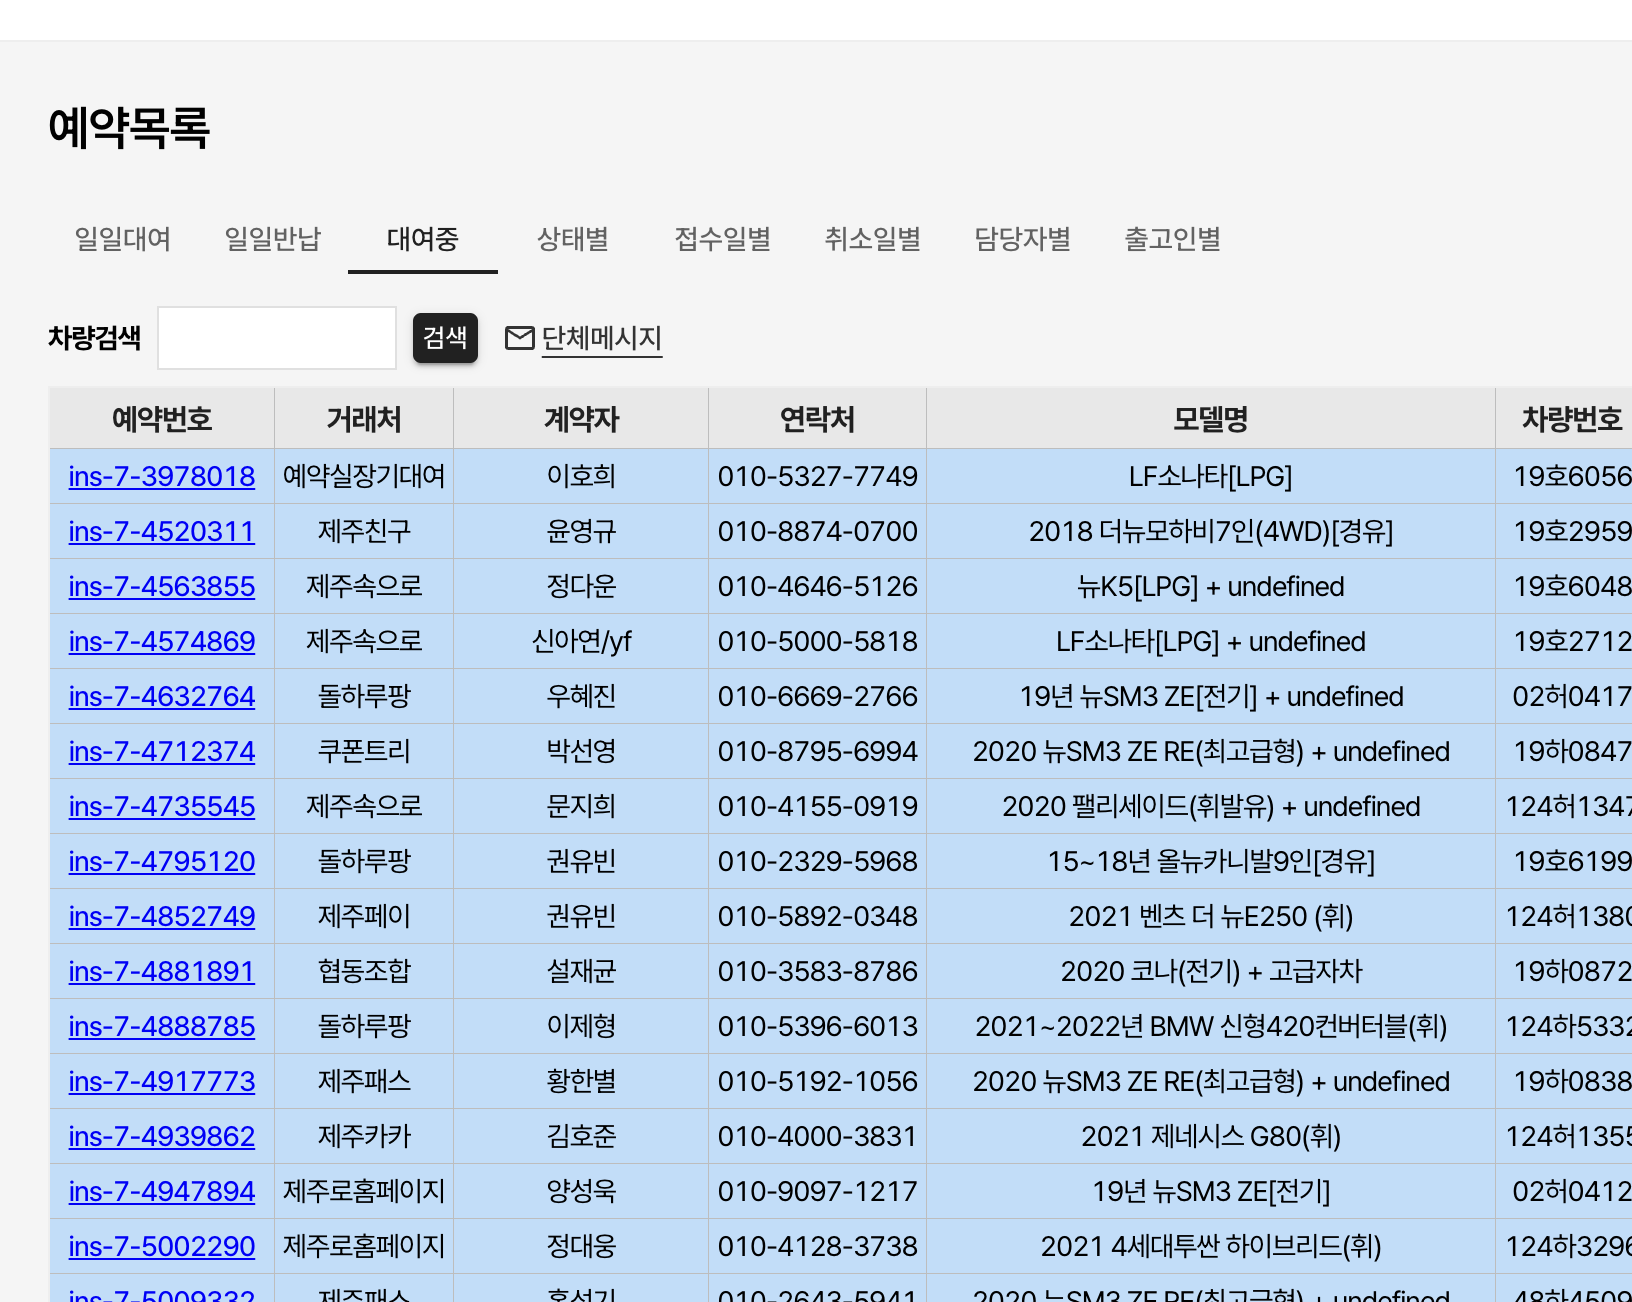 예약목록
일일대여 일일반납 대여중 상태별 접수일별 취소일별 담당자별 출고인별
차량검색 검색 단체메시지
예약번호 거래처 계약자 연락처 모델명 차량번호
ins-7-3978018 예약실장기대여 이호희 010-5327-7749 LF소나타[LPG] 19호6056
ins-7-4520311 제주친구 윤영규 010-8874-0700 2018 더뉴모하비7인(4WD)[경유] 19호2959
ins-7-4563855 제주속으로 정다운 010-4646-5126 뉴K5[LPG] + undefined 19호6048
ins-7-4574869 제주속으로 신아연/yf 010-5000-5818 LF소나타[LPG] + undefined 19호2712
ins-7-4632764 돌하루팡 우혜진 010-6669-2766 19년 뉴SM3 ZE[전기] + undefined 02허0417
ins-7-4712374 쿠폰트리 박선영 010-8795-6994 2020 뉴SM3 ZE RE(최고급형) + undefined 19하0847
ins-7-4735545 제주속으로 문지희 010-4155-0919 2020 팰리세이드(휘발유) + undefined 124허1347
ins-7-4795120 돌하루팡 권유빈 010-2329-5968 15~18년 올뉴카니발9인[경유] 19호6199
ins-7-4852749 제주페이 권유빈 010-5892-0348 2021 벤츠 더 뉴E250 (휘) 124허1380
ins-7-4881891 협동조합 설재균 010-3583-8786 2020 코나(전기) + 고급자차 19하0872
ins-7-4888785 돌하루팡 이제형 010-5396-6013 2021~2022년 BMW 신형420컨버터블(휘) 124하5332
ins-7-4917773 제주패스 황한별 010-5192-1056 2020 뉴SM3 ZE RE(최고급형) + undefined 19하0838
ins-7-4939862 제주카카 김호준 010-4000-3831 2021 제네시스 G80(휘) 124허1355
ins-7-4947894 제주로홈페이지 양성욱 010-9097-1217 19년 뉴SM3 ZE[전기] 02허0412
ins-7-5002290 제주로홈페이지 정대웅 010-4128-3738 2021 4세대투싼 하이브리드(휘) 124하3296
ins-7-5009332 제주패스 010-2643-5941 2020 뉴SM3 ZE RE(최고급형) + undefined 48하4509